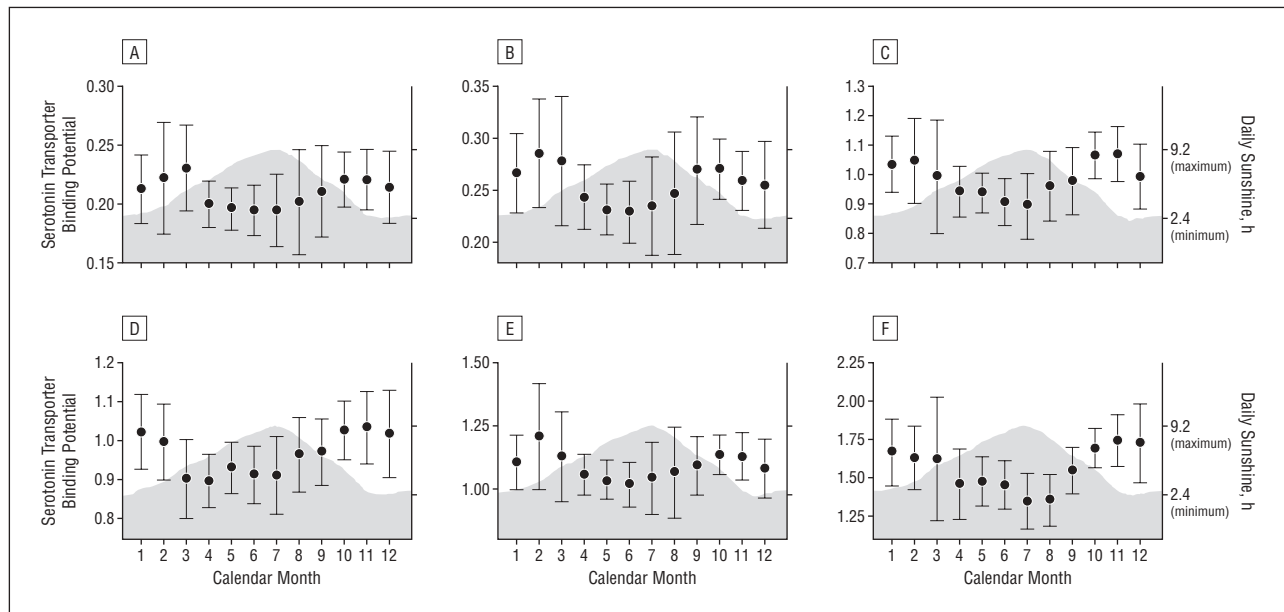 A
B
C
Serotonin Transporter
Binding Potential
0.30
0.25
0.20
0.15
0.35
0.30
0.25
0.20
1.3
1.2
1.1
1.0
0.9
0.8
0.7
9.2
(maximum)
2.4
(minimum)
Daily Sunshine, h
D
E
F
Serotonin Transporter
Binding Potential
1.2
1.1
1.0
0.9
0.8
1.50
1.25
1.00
2.25
2.00
1.75
1.50
1.25
9.2
(maximum)
2.4
(minimum)
Daily Sunshine, h
1 2 3 4 5 6 7 8 9 10 11 12
1 2 3 4 5 6 7 8 9 10 11 12
1 2 3 4 5 6 7 8 9 10 11 12
Calendar Month
Calendar Month
Calendar Month